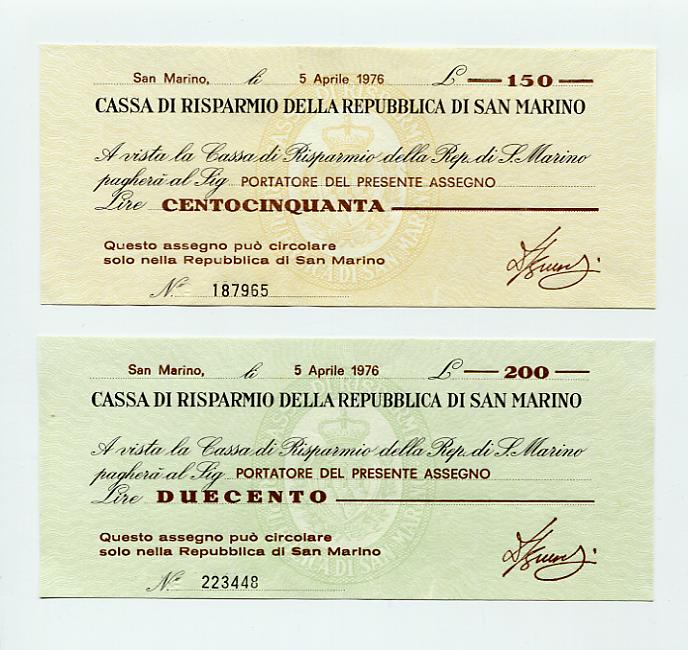 San Marino, lì 5 Aprile 1976 £ 150
CASSA DI RISPARMIO DELLA REPUBBLICA DI SAN MARINO
A vista la Cassa di Risparmio della Rep. di S. Marino
pagherà al Sig PORTATORE DEL PRESENTE ASSEGNO
Lire CENTOCINQUANTA
Questo assegno può circolare
solo nella Repubblica di San Marino
N.º 187965
San Marino, lì 5 Aprile 1976 £ 200
CASSA DI RISPARMIO DELLA REPUBBLICA DI SAN MARINO
A vista la Cassa di Risparmio della Rep. di S. Marino
pagherà al Sig PORTATORE DEL PRESENTE ASSEGNO
Lire DUECENTO
Questo assegno può circolare
solo nella Repubblica di San Marino
N.º 223448